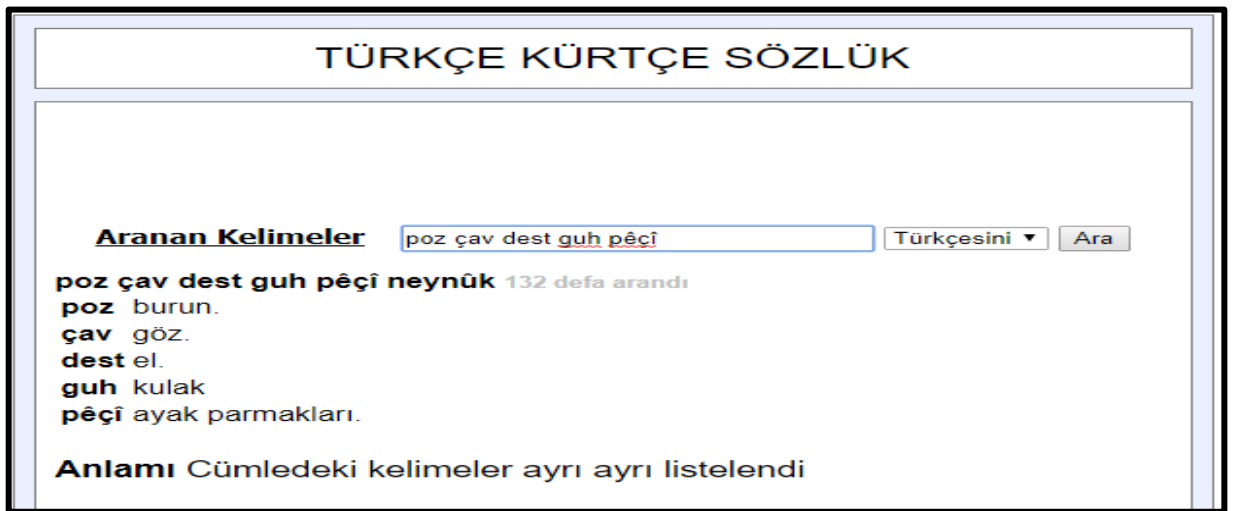 TÜRKÇE KÜRTÇE SÖZLÜK
Aranan Kelimeler poz çav dest guh pêçî Türkçesini ▼ Ara
poz çav dest guh pêçî neynûk 132 defa arandı
poz burun.
çav göz.
dest el.
guh kulak
pêçî ayak parmakları.
Anlamı Cümledeki kelimeler ayrı ayrı listelendi